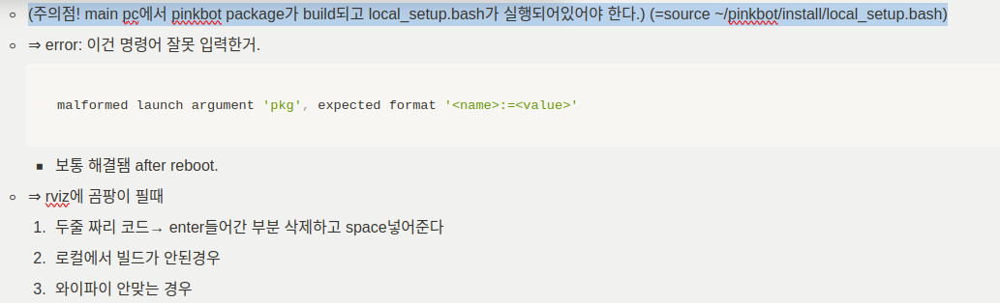 (주의점! main pc에서 pinkbot package가 build되고 local_setup.bash가 실행되어있어야 한다.) (=source ~/pinkbot/install/local_setup.bash)
⇒ error: 이건 명령어 잘못 입력한거.
malformed launch argument 'pkg', expected format '<name>:=<value>'
보통 해결됌 after reboot.
⇒ rviz에 곰팡이 필때
1. 두줄 짜리 코드→ enter들어간 부분 삭제하고 space넣어준다
2. 로컬에서 빌드가 안된경우
3. 와이파이 안맞는 경우